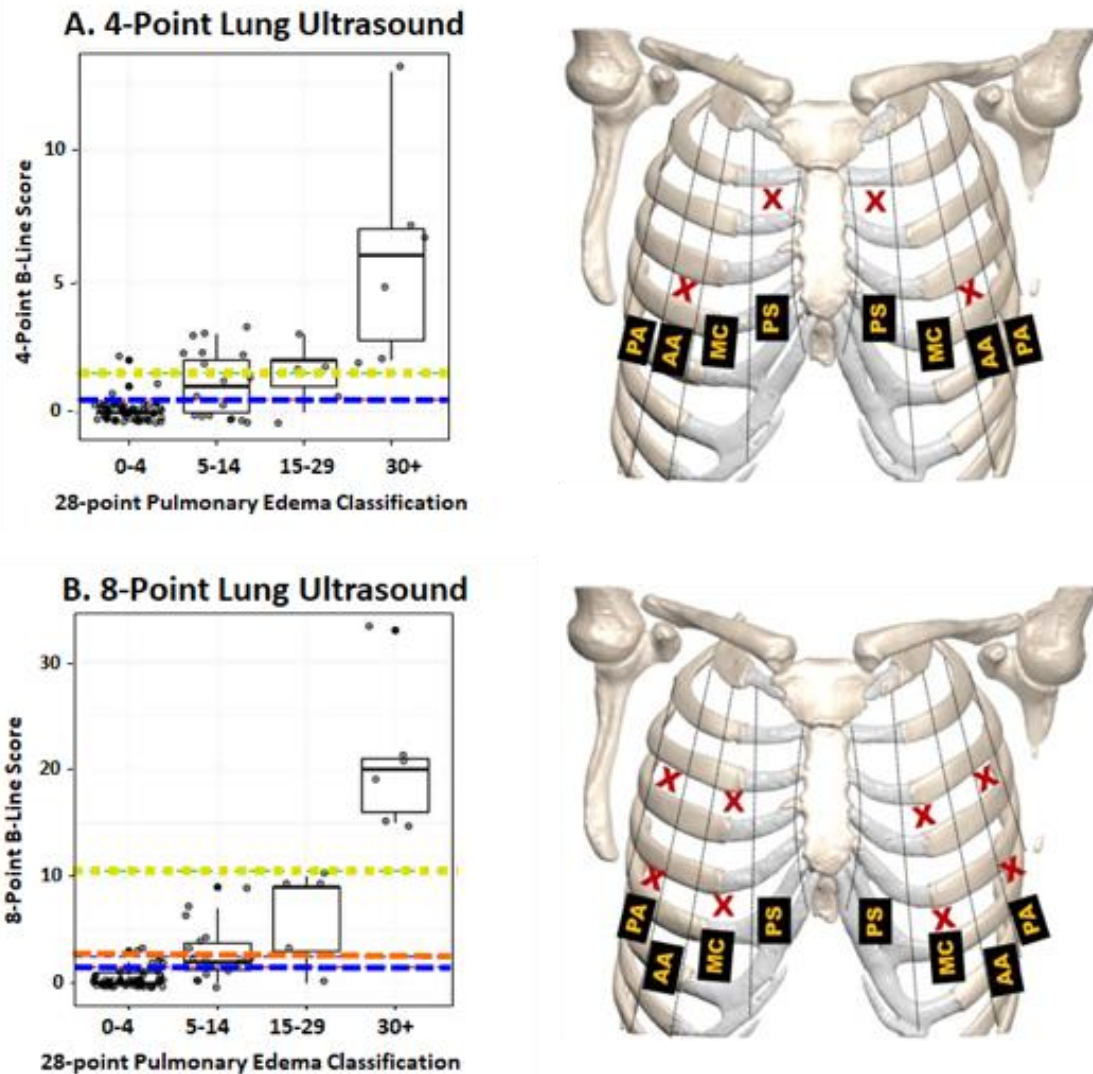 A. 4-Point Lung Ultrasound
4-Point B-Line Score
10
5
0
0-4 5-14 15-29 30+
28-point Pulmonary Edema Classification
X X
X X
PA AA MC PS PS MC AA PA
B. 8-Point Lung Ultrasound
8-Point B-Line Score
30
20
10
0
0-4 5-14 15-29 30+
28-point Pulmonary Edema Classification
X X X X
X X X X
PA AA MC PS PS MC AA PA